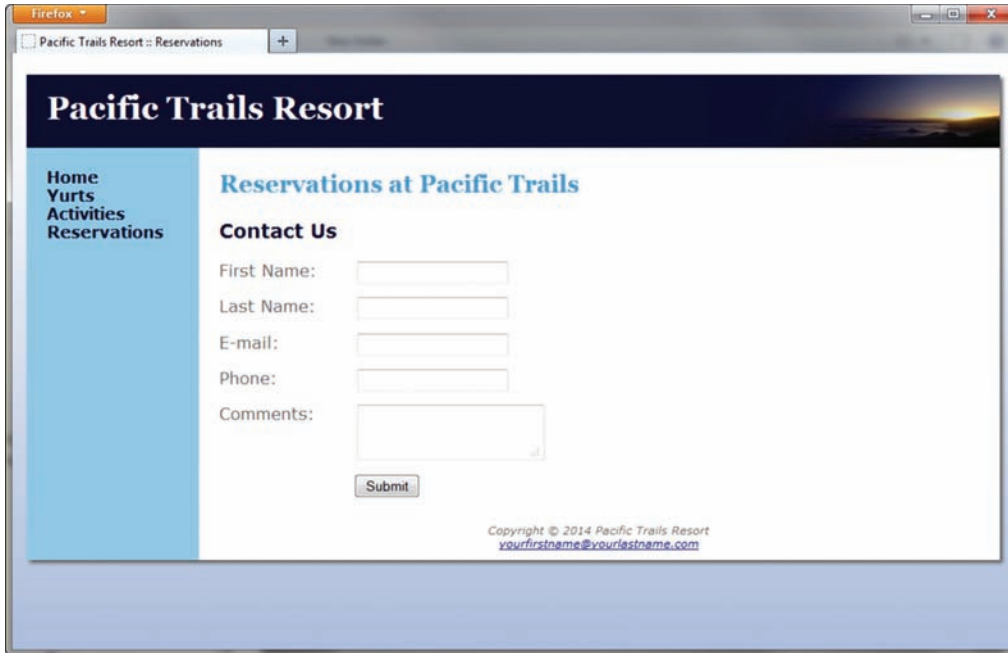 Firefox
Pacific Trails Resort :: Reservations
+
Pacific Trails Resort
Home
Yurts
Activities
Reservations
Reservations at Pacific Trails
Contact Us
First Name:
Last Name:
E-mail:
Phone:
Comments:
Submit
Copyright © 2014 Pacific Trails Resort
yourfirstname@yourlastname.com